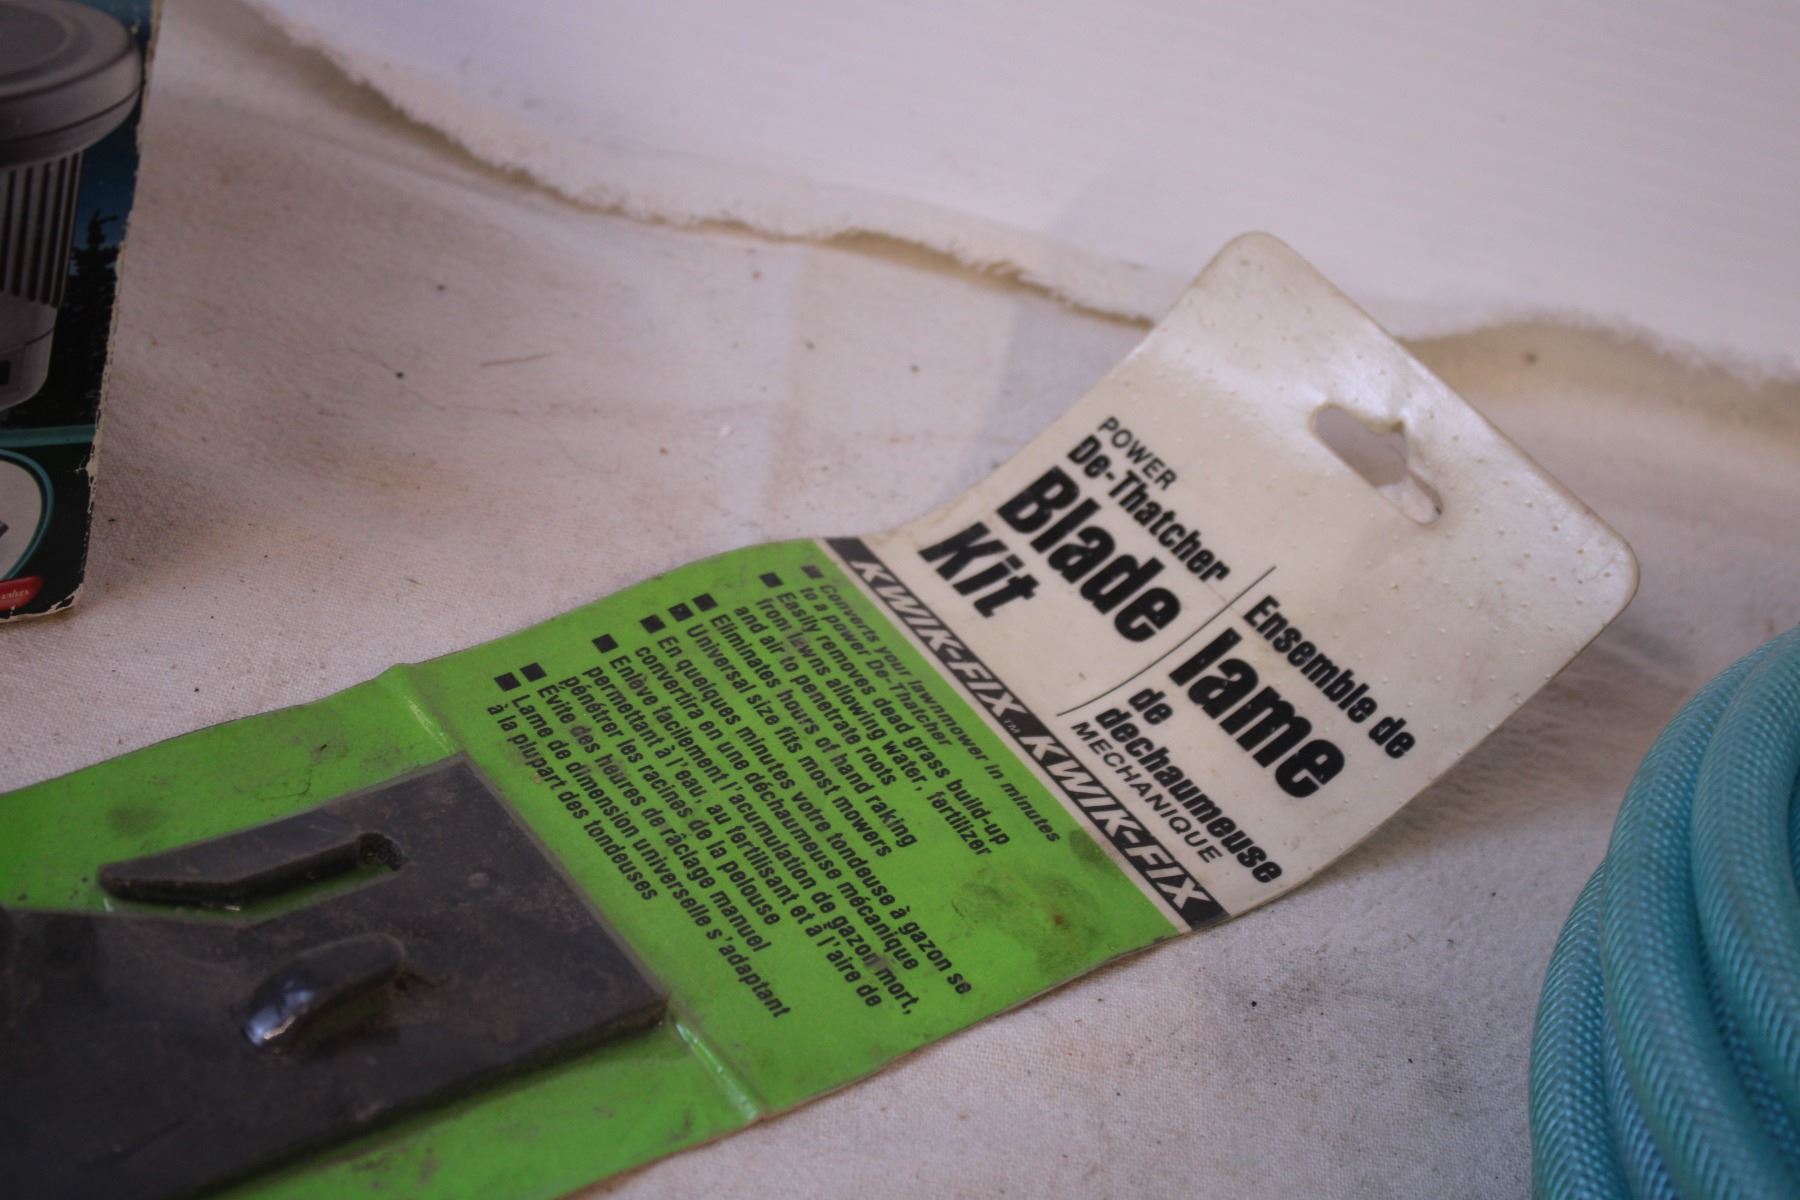 POWER
De-Thatcher
Blade
Kit
Ensemble de
lame
de
dechaumeuse
MECHANIQUE
KWIK-FIX™ KWIK-FIX
■ Converts your lawnmower in minutes
to a power De-Thatcher
■ Easily removes dead grass build-up
from lawns allowing water, fertilizer
and air to penetrate roots
■ Eliminates hours of hand raking
■ Universal size fits most mowers
■ En quelques minutes votre tondeuse à gazon se
convertira en une déchaumeuse mécanique
■ Enlève facilement l'acumulation de gazon mort,
permettant à l'eau, au fertilisant et à l'aire de
pénétrer les racines de la pelouse
■ Evite des heures de râclage manuel
■ Lame de dimension universelle s'adaptant
à la plupart des tondeuses